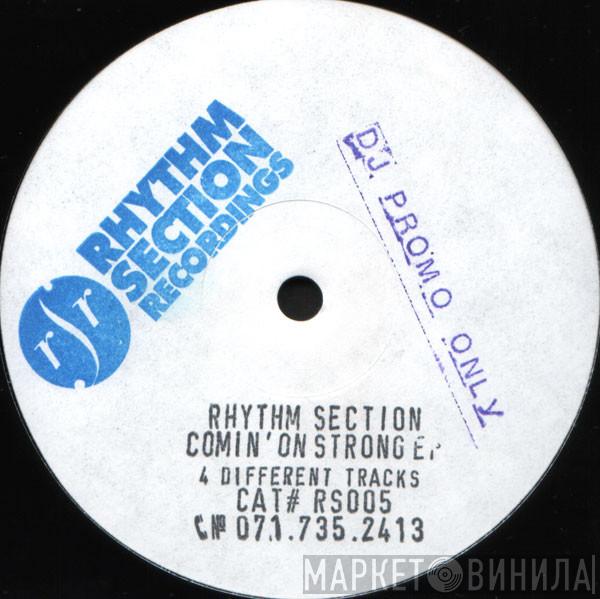 RHYTHM
SECTION
RECORDINGS
rsr
DJ PROMO ONLY
RHYTHM SECTION
COMIN' ON STRONG EP
4 DIFFERENT TRACKS
CAT# RS005
C№ 071.735.2413
МАРКЕТ ВИНИЛА